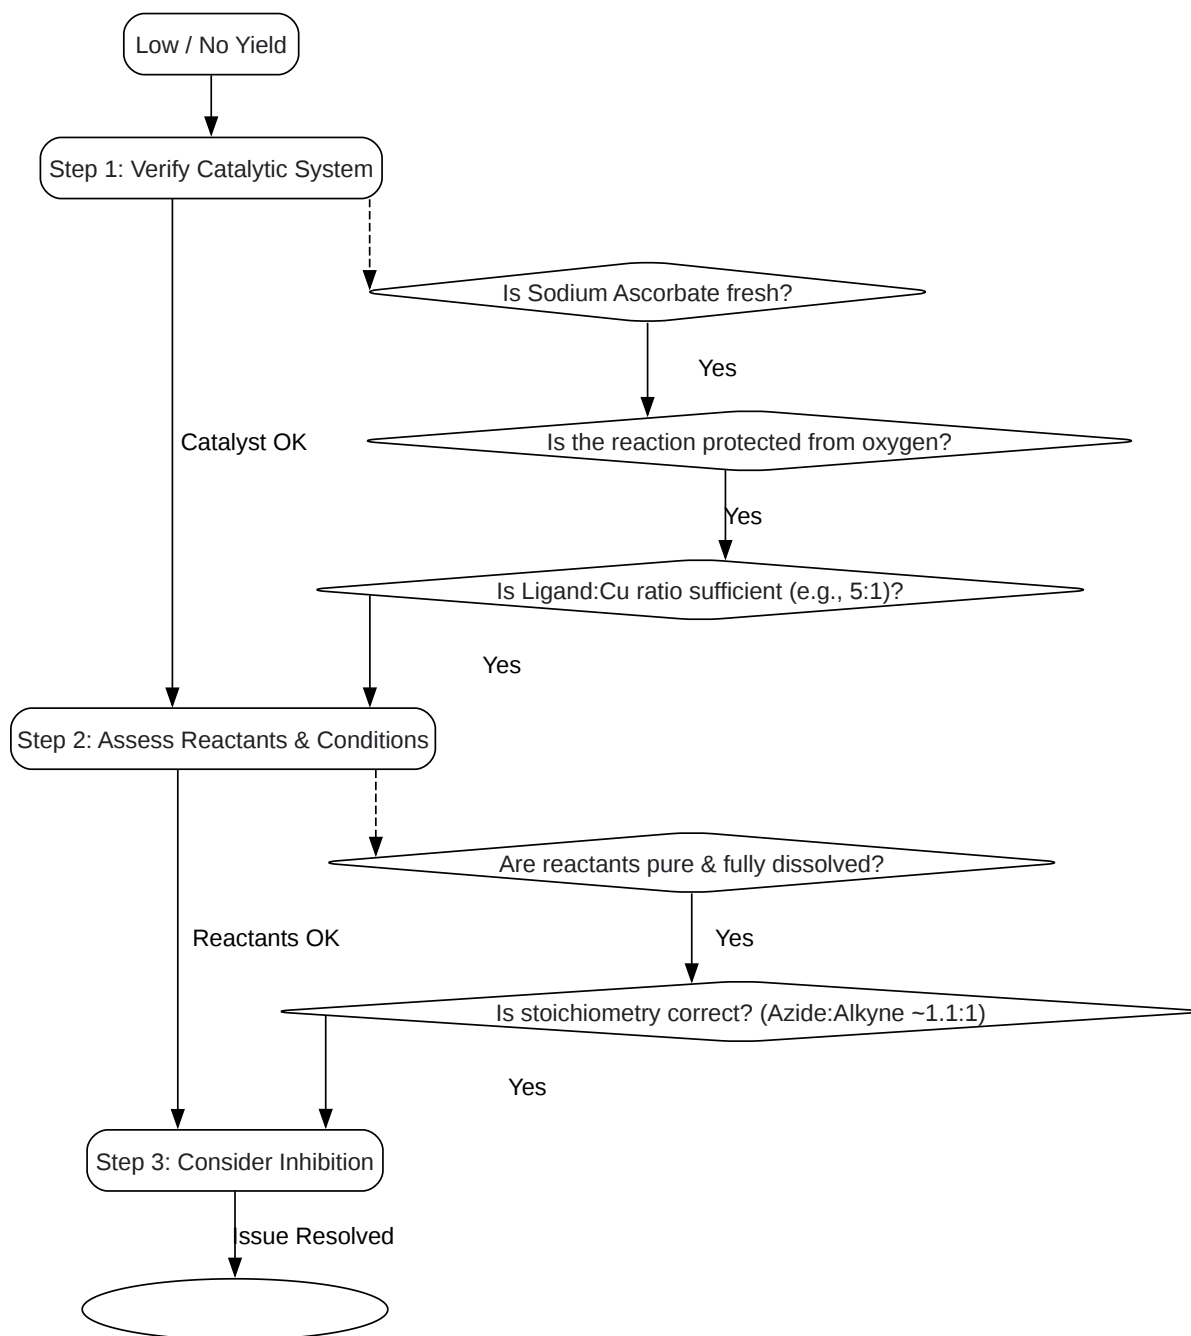 Low / No Yield
Step 1: Verify Catalytic System
Is Sodium Ascorbate fresh?
Yes
Catalyst OK
Is the reaction protected from oxygen?
Yes
Is Ligand:Cu ratio sufficient (e.g., 5:1)?
Yes
Step 2: Assess Reactants & Conditions
Are reactants pure & fully dissolved?
Reactants OK
Yes
Is stoichiometry correct? (Azide:Alkyne ~1.1:1)
Yes
Step 3: Consider Inhibition
Issue Resolved